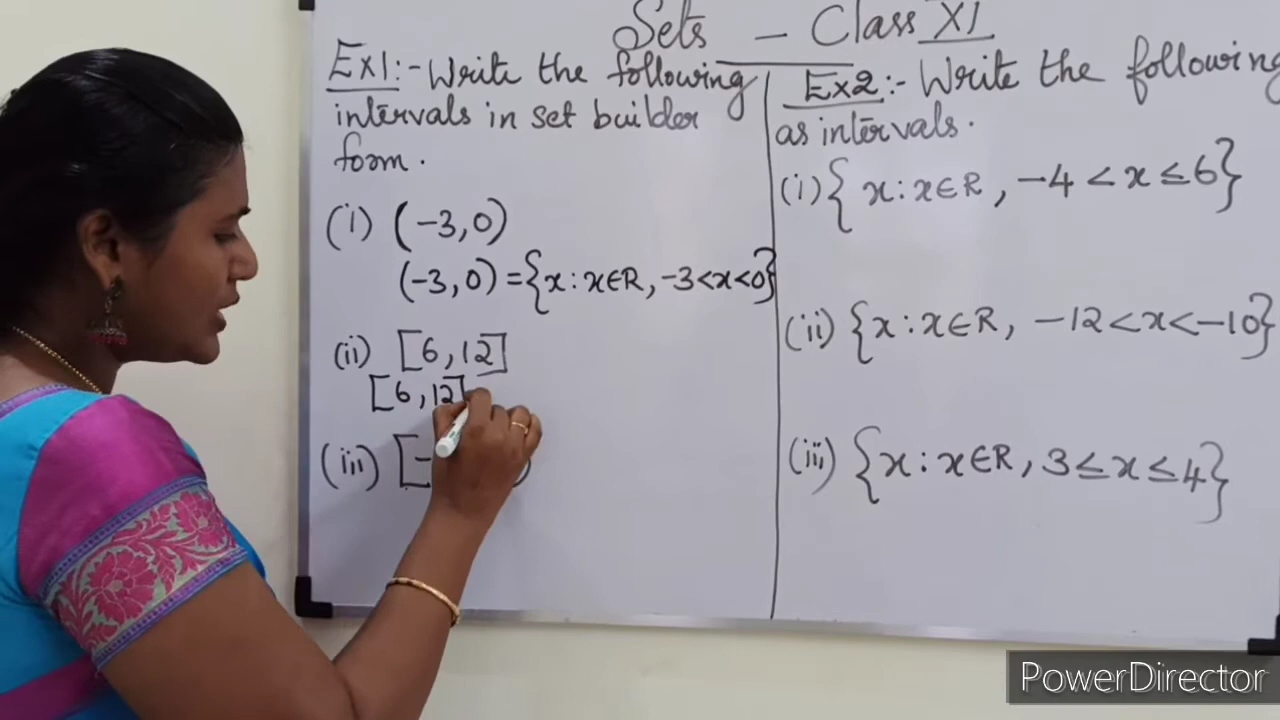 Sets – Class XI
Ex1:- Write the following
intervals in set builder
form.
(i) (-3,0)
(-3,0) = {x : x∈R, -3<x<0}
(ii) [6,12]
[6,12]
(iii) [-
Ex2:- Write the following
as intervals.
(i) { x : x∈R, -4 < x ≤ 6}
(ii) {x : x∈R, -12 < x < -10}
(iii) {x : x∈R, 3 ≤ x ≤ 4}
PowerDirector